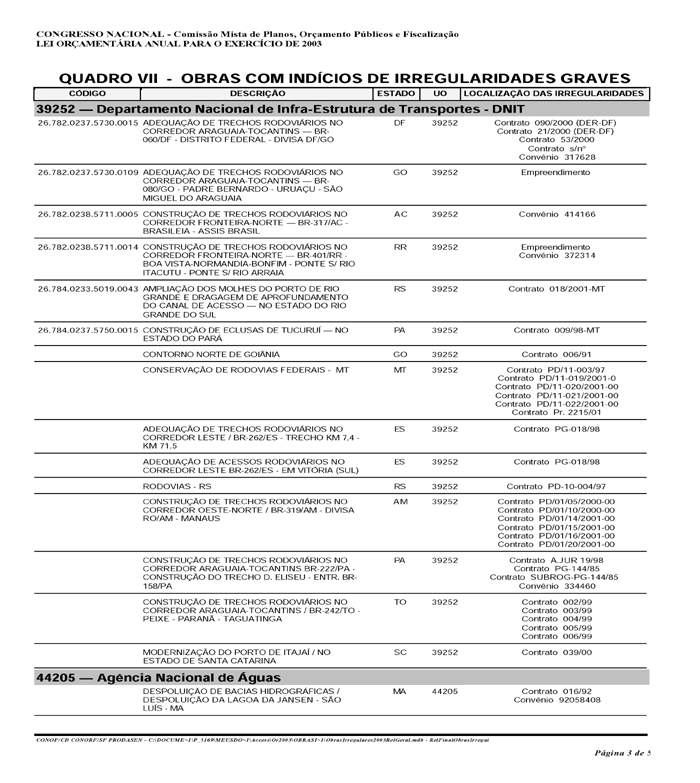 CONGRESSO NACIONAL - Comissão Mista de Planos, Orçamento Públicos e Fiscalização
LEI ORÇAMENTÁRIA ANUAL PARA O EXERCÍCIO DE 2003
QUADRO VII - OBRAS COM INDÍCIOS DE IRREGULARIDADES GRAVES
CÓDIGO DESCRIÇÃO ESTADO UO LOCALIZAÇÃO DAS IRREGULARIDADES
39252 — Departamento Nacional de Infra-Estrutura de Transportes - DNIT
26.782.0237.5730.0015 ADEQUAÇÃO DE TRECHOS RODOVIÁRIOS NO DF 39252 Contrato 090/2000 (DER-DF)
CORREDOR ARAGUAIA-TOCANTINS — BR- Contrato 21/2000 (DER-DF)
060/DF - DISTRITO FEDERAL - DIVISA DF/GO Contrato 53/2000
Contrato s/nº
Convênio 317628
26.782.0237.5730.0109 ADEQUAÇÃO DE TRECHOS RODOVIÁRIOS NO GO 39252 Empreendimento
CORREDOR ARAGUAIA-TOCANTINS — BR-
080/GO - PADRE BERNARDO - URUAÇU - SÃO
MIGUEL DO ARAGUAIA
26.782.0238.5711.0005 CONSTRUÇÃO DE TRECHOS RODOVIÁRIOS NO AC 39252 Convênio 414166
CORREDOR FRONTEIRA-NORTE — BR-317/AC -
BRASILEIA - ASSIS BRASIL
26.782.0238.5711.0014 CONSTRUÇÃO DE TRECHOS RODOVIÁRIOS NO RR 39252 Empreendimento
CORREDOR FRONTEIRA-NORTE — BR-401/RR - Convênio 372314
BOA VISTA-NORMANDIA-BONFIM - PONTE S/ RIO
ITACUTU - PONTE S/ RIO ARRAIA
26.784.0233.5019.0043 AMPLIAÇÃO DOS MOLHES DO PORTO DE RIO RS 39252 Contrato 018/2001-MT
GRANDE E DRAGAGEM DE APROFUNDAMENTO
DO CANAL DE ACESSO — NO ESTADO DO RIO
GRANDE DO SUL
26.784.0237.5750.0015 CONSTRUÇÃO DE ECLUSAS DE TUCURUÍ — NO PA 39252 Contrato 009/98-MT
ESTADO DO PARÁ
CONTORNO NORTE DE GOIÂNIA GO 39252 Contrato 006/91
CONSERVAÇÃO DE RODOVIAS FEDERAIS - MT MT 39252 Contrato PD/11-003/97
Contrato PD/11-019/2001-0
Contrato PD/11-020/2001-00
Contrato PD/11-021/2001-00
Contrato PD/11-022/2001-00
Contrato Pr. 2215/01
ADEQUAÇÃO DE TRECHOS RODOVIÁRIOS NO ES 39252 Contrato PG-018/98
CORREDOR LESTE / BR-262/ES - TRECHO KM 7,4 -
KM 71,5
ADEQUAÇÃO DE ACESSOS RODOVIÁRIOS NO ES 39252 Contrato PG-018/98
CORREDOR LESTE BR-262/ES - EM VITÓRIA (SUL)
RODOVIAS - RS RS 39252 Contrato PD-10-004/97
CONSTRUÇÃO DE TRECHOS RODOVIÁRIOS NO AM 39252 Contrato PD/01/05/2000-00
CORREDOR OESTE-NORTE / BR-319/AM - DIVISA Contrato PD/01/10/2000-00
RO/AM - MANAUS Contrato PD/01/14/2001-00
Contrato PD/01/15/2001-00
Contrato PD/01/16/2001-00
Contrato PD/01/20/2001-00
CONSTRUÇÃO DE TRECHOS RODOVIÁRIOS NO PA 39252 Contrato A.JUR 19/98
CORREDOR ARAGUAIA-TOCANTINS BR-222/PA - Contrato PG-144/85
CONSTRUÇÃO DO TRECHO D. ELISEU - ENTR. BR- Contrato SUBROG-PG-144/85
158/PA Convênio 334460
CONSTRUÇÃO DE TRECHOS RODOVIÁRIOS NO TO 39252 Contrato 002/99
CORREDOR ARAGUAIA-TOCANTINS / BR-242/TO - Contrato 003/99
PEIXE - PARANÃ - TAGUATINGA Contrato 004/99
Contrato 005/99
Contrato 006/99
MODERNIZAÇÃO DO PORTO DE ITAJAÍ / NO SC 39252 Contrato 039/00
ESTADO DE SANTA CATARINA
44205 — Agência Nacional de Águas
DESPOLUIÇÃO DE BACIAS HIDROGRÁFICAS / MA 44205 Contrato 016/92
DESPOLUIÇÃO DA LAGOA DA JANSEN - SÃO Convênio 92058408
LUÍS - MA
Página 3 de 5